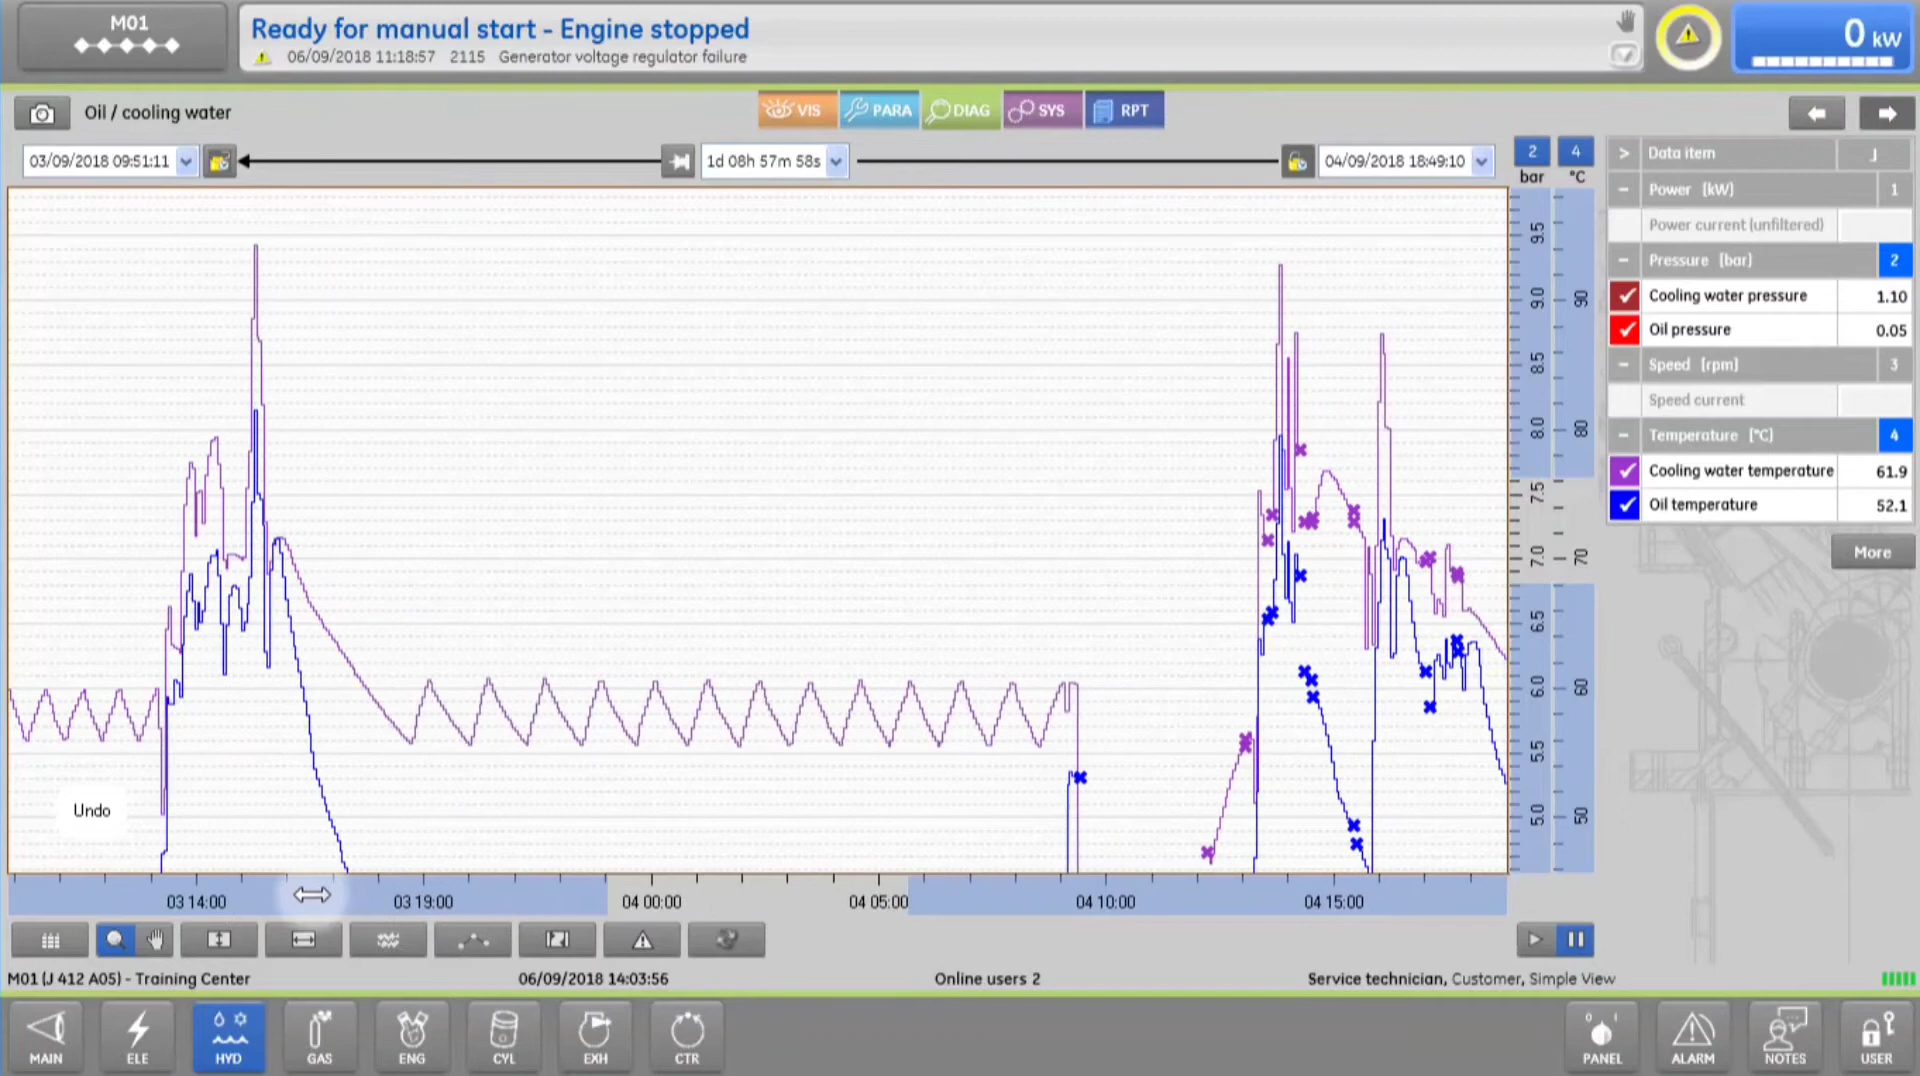 M01
Ready for manual start - Engine stopped
06/09/2018 11:18:57 2115 Generator voltage regulator failure
0 kW
Oil / cooling water
VIS
PARA
DIAG
SYS
RPT
03/09/2018 09:51:11
1d 08h 57m 58s
04/09/2018 18:49:10
2
4
bar
°C
9.5
9.0
8.5
8.0
7.5
7.0
6.5
6.0
5.5
5.0
90
80
70
60
50
> Data item
– Power [kW] 1
Power current (unfiltered)
– Pressure [bar] 2
Cooling water pressure 1.10
Oil pressure 0.05
– Speed [rpm] 3
Speed current
– Temperature [°C] 4
Cooling water temperature 61.9
Oil temperature 52.1
More
Undo
03 14:00
03 19:00
04 00:00
04 05:00
04 10:00
04 15:00
M01 (J 412 A05) - Training Center
06/09/2018 14:03:56
Online users 2
Service technician, Customer, Simple View
MAIN
ELE
HYD
GAS
ENG
CYL
EXH
CTR
PANEL
ALARM
NOTES
USER